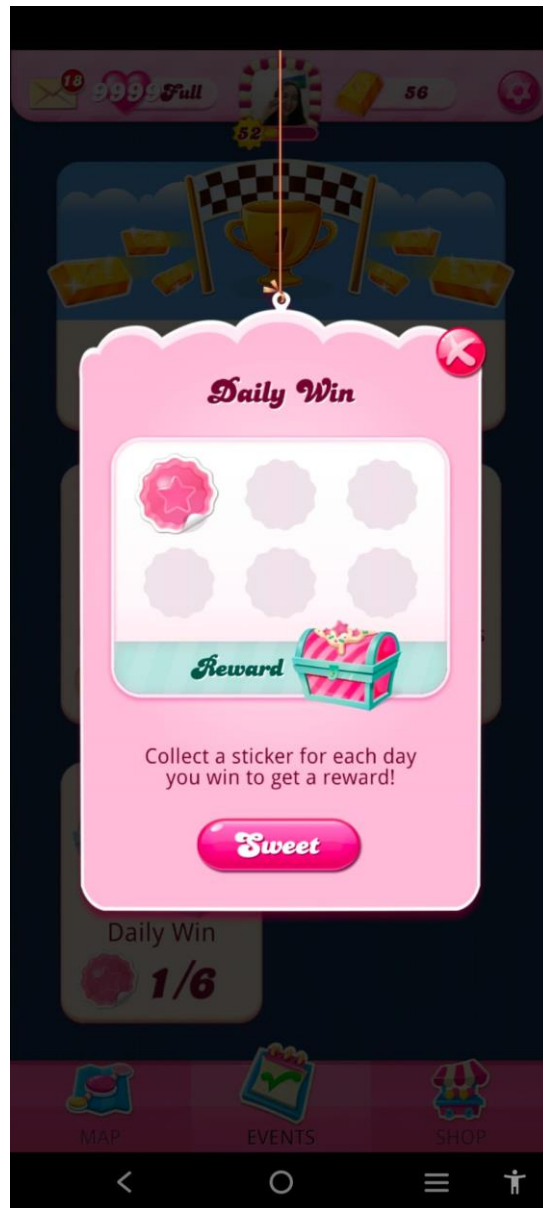 18
9999 Full
56
52
1
Daily Win
Reward
Collect a sticker for each day
you win to get a reward!
Sweet
Daily Win
1/6
MAP
EVENTS
SHOP